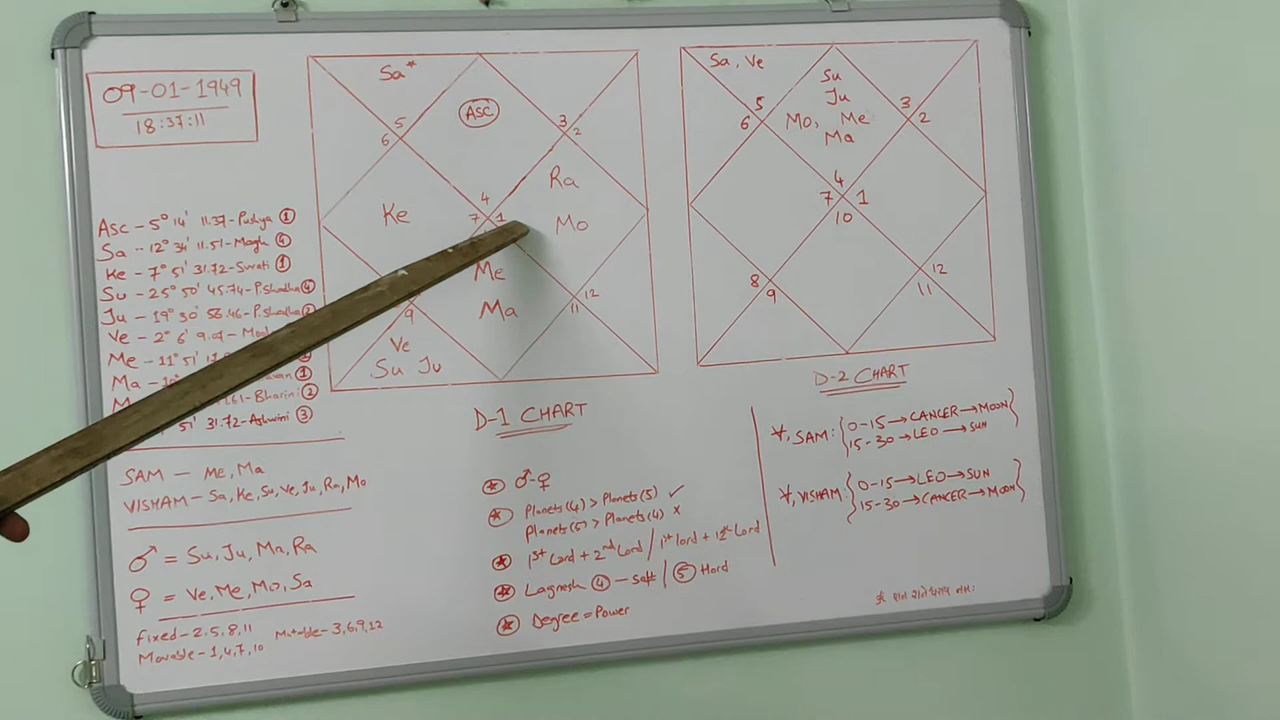 09-01-1949
18:37:11
Asc - 5° 14' 11.37 - Pushya ①
Sa - 12° 34' 11.51 - Magh ④
Ke - 7° 51' 31.72 - Swati ①
Su - 25° 50' 45.74 - P.Shadha ④
Ju - 19° 30' 56.46 - P.Shadha ②
Ve - 2° 6' 9.07 -
Me - 11° 51'
Ma -
.61 - Bharini ②
51' 31.72 - Ashwini ③
SAM - Me, Ma
VISHAM - Sa, Ke, Su, Ve, Ju, Ra, Mo
♂ = Su, Ju, Ma, Ra
♀ = Ve, Me, Mo, Sa
Fixed - 2, 5, 8, 11
Movable - 1, 4, 7, 10
Mutable - 3, 6, 9, 12
Sa*
ASC
5
6
3
2
Ra
Ke
4
7
1
Mo
Me
Ma
12
11
9
Ve
Su Ju
D-1 CHART
Sa, Ve
Su
Ju
Mo, Me
Ma
5
6
3
2
4
7
1
10
8
9
12
11
D-2 CHART
♂-♀
Planets(4) > Planets(5) ✓
Planets(5) > Planets(4) x
1st Lord + 2nd Lord / 1st lord + 12th Lord
Lagnesh ④ - Soft / ⑤ Hard
Degree = Power
∀, SAM: { 0-15 → CANCER → MOON }
15-30 → LEO → SUN
∀, VISHAM: { 0-15 → LEO → SUN }
15-30 → CANCER → MOON